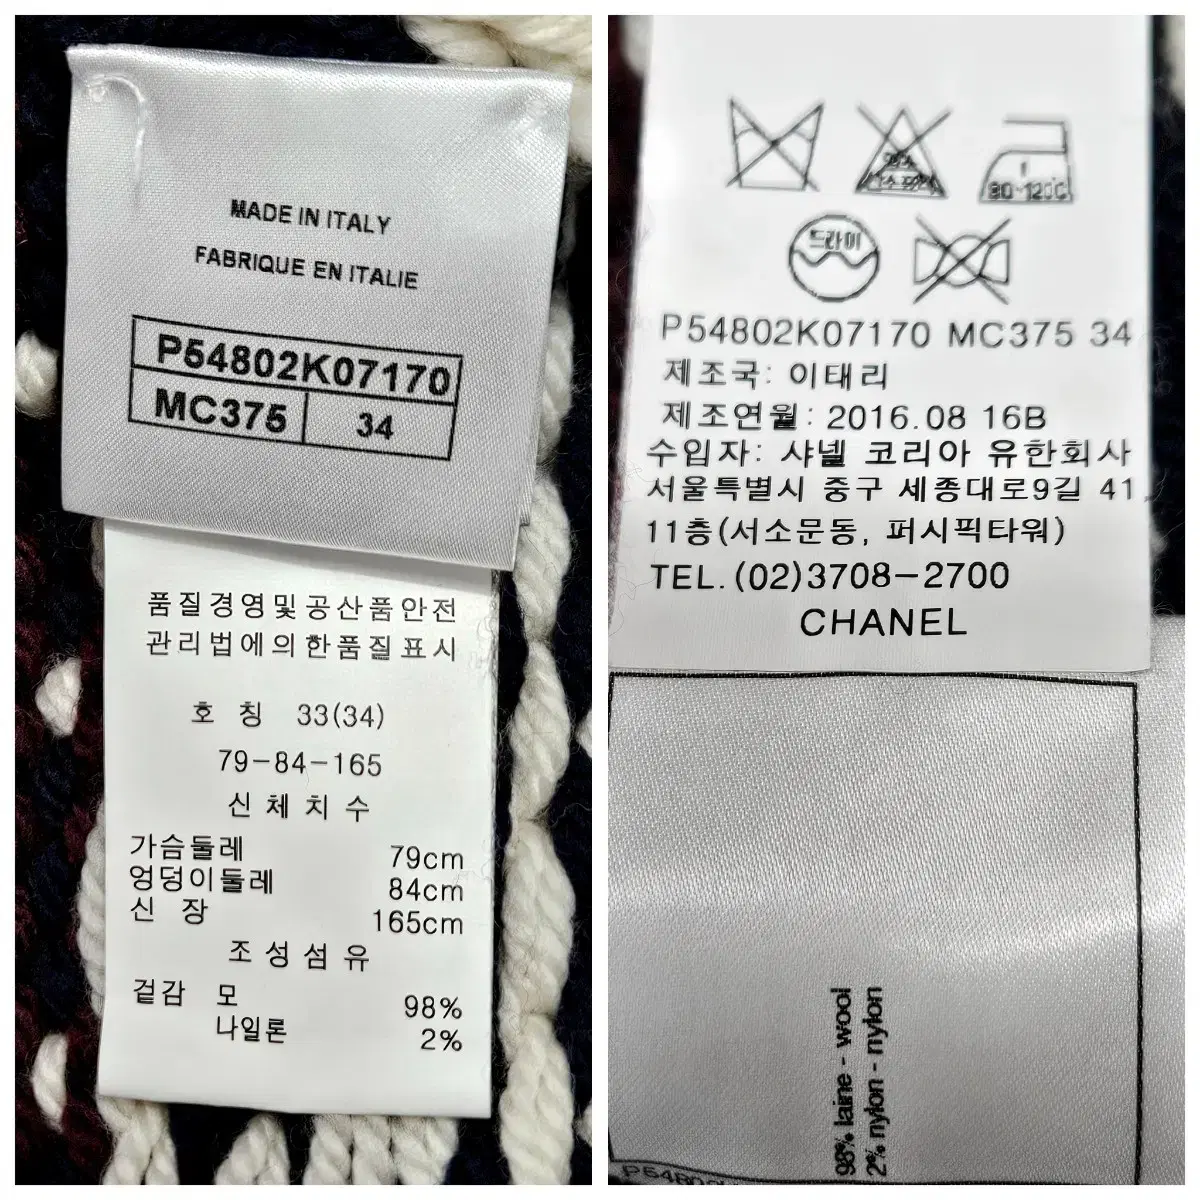 MADE IN ITALY
FABRIQUE EN ITALIE
P54802K07170
MC375 34
품질경영및공산품안전
관리법에의한품질표시
호 칭 33(34)
79-84-165
신 체 치 수
가슴둘레 79cm
엉덩이둘레 84cm
신 장 165cm
조 성 섬 유
겉감 모 98%
나일론 2%
1
80~120℃
드라이
P54802K07170 MC375 34
제조국: 이태리
제조연월: 2016.08 16B
수입자: 샤넬 코리아 유한회사
서울특별시 중구 세종대로9길 41,
11층(서소문동, 퍼시픽타워)
TEL.(02)3708-2700
CHANEL
98% laine - wool
2% nylon - nylon